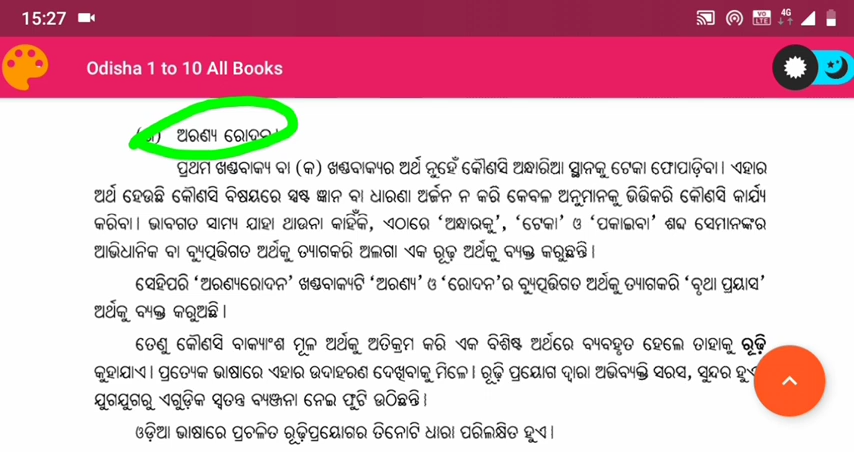 15:27
VO LTE 4G
Odisha 1 to 10 All Books
ଅରଣ୍ୟ ରୋଦନ।
ପ୍ରଥମ ଖଣ୍ଡବାକ୍ୟ ବା (କ) ଖଣ୍ଡବାକ୍ୟର ଅର୍ଥ ନୁହେଁ କୌଣସି ଅନ୍ଧାରିଆ ସ୍ଥାନକୁ ଟେକା ଫୋପାଡ଼ିବା। ଏହାର
ଅର୍ଥ ହେଉଛି କୌଣସି ବିଷୟରେ ସ୍ପଷ୍ଟ ଜ୍ଞାନ ବା ଧାରଣା ଅର୍ଜନ ନ କରି କେବଳ ଅନୁମାନକୁ ଭିତ୍ତିକରି କୌଣସି କାର୍ଯ୍ୟ
କରିବା। ଭାବଗତ ସାମ୍ୟ ଯାହା ଥାଉନା କାହିଁକି, ଏଠାରେ ‘ଅନ୍ଧାରକୁ’, ‘ଟେକା’ ଓ ‘ପକାଇବା’ ଶବ୍ଦ ସେମାନଙ୍କର
ଆଭିଧାନିକ ବା ବ୍ୟୁତ୍ପତ୍ତିଗତ ଅର୍ଥକୁ ତ୍ୟାଗକରି ଅଲଗା ଏକ ରୂଢ଼ ଅର୍ଥକୁ ବ୍ୟକ୍ତ କରୁଛନ୍ତି।
ସେହିପରି ‘ଅରଣ୍ୟରୋଦନ’ ଖଣ୍ଡବାକ୍ୟଟି ‘ଅରଣ୍ୟ’ ଓ ‘ରୋଦନ’ର ବ୍ୟୁତ୍ପତ୍ତିଗତ ଅର୍ଥକୁ ତ୍ୟାଗକରି ‘ବୃଥା ପ୍ରୟାସ’
ଅର୍ଥକୁ ବ୍ୟକ୍ତ କରୁଅଛି।
ତେଣୁ କୌଣସି ବାକ୍ୟାଂଶ ମୂଳ ଅର୍ଥକୁ ଅତିକ୍ରମ କରି ଏକ ବିଶିଷ୍ଟ ଅର୍ଥରେ ବ୍ୟବହୃତ ହେଲେ ତାହାକୁ ରୂଢ଼ି
କୁହାଯାଏ। ପ୍ରତ୍ୟେକ ଭାଷାରେ ଏହାର ଉଦାହରଣ ଦେଖିବାକୁ ମିଳେ। ରୂଢ଼ି ପ୍ରୟୋଗ ଦ୍ୱାରା ଅଭିବ୍ୟକ୍ତି ସରସ, ସୁନ୍ଦର ହୁଏ
ଯୁଗଯୁଗରୁ ଏଗୁଡ଼ିକ ସ୍ୱତନ୍ତ୍ର ବ୍ୟଞ୍ଜନା ନେଇ ଫୁଟି ଉଠିଛନ୍ତି।
ଓଡ଼ିଆ ଭାଷାରେ ପ୍ରଚଳିତ ରୂଢ଼ିପ୍ରୟୋଗର ତିନୋଟି ଧାରା ପରିଲକ୍ଷିତ ହୁଏ।